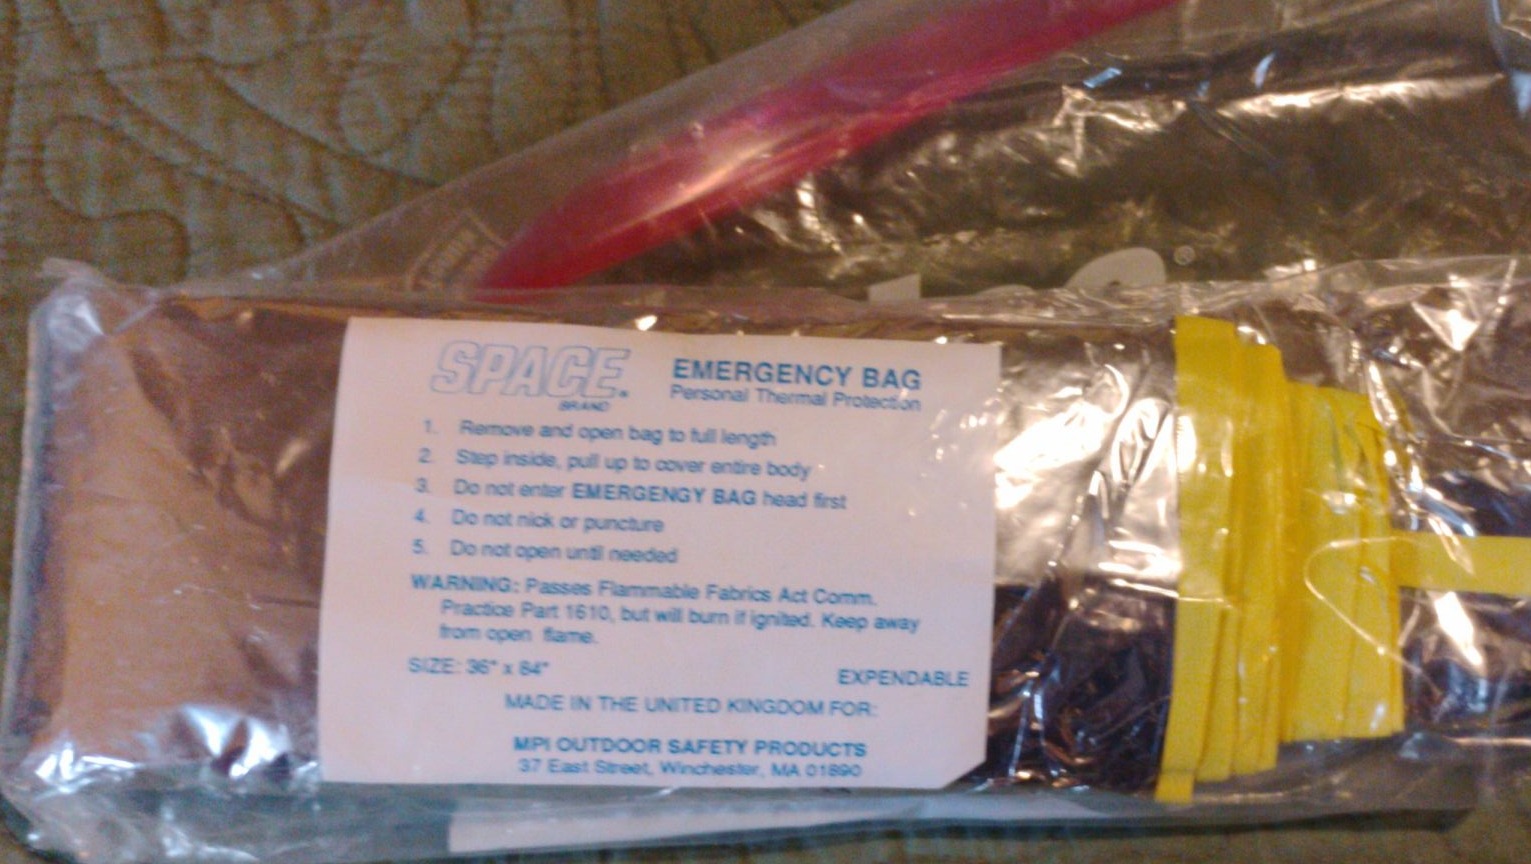 SPACE®
BRAND
EMERGENCY BAG
Personal Thermal Protection
1. Remove and open bag to full length
2. Step inside, pull up to cover entire body
3. Do not enter EMERGENGY BAG head first
4. Do not nick or puncture
5. Do not open until needed
WARNING: Passes Flammable Fabrics Act Comm.
Practice Part 1610, but will burn if ignited. Keep away
from open flame.
SIZE: 36" x 84"
EXPENDABLE
MADE IN THE UNITED KINGDOM FOR:
MPI OUTDOOR SAFETY PRODUCTS
37 East Street, Winchester, MA 01890